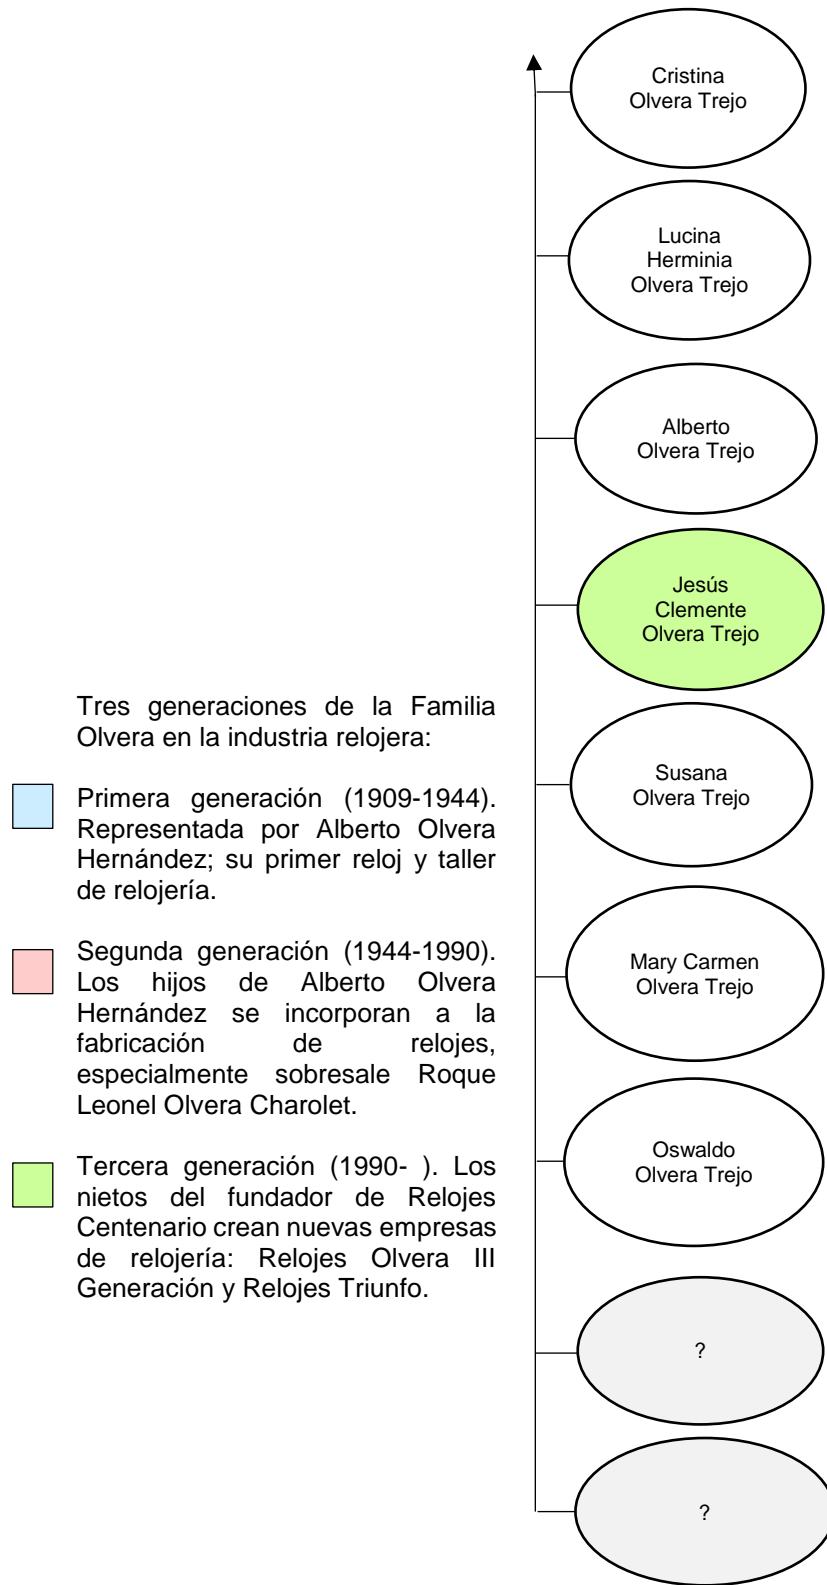 Cristina
Olvera Trejo
Lucina
Herminia
Olvera Trejo
Alberto
Olvera Trejo
Jesús
Clemente
Olvera Trejo
Susana
Olvera Trejo
Mary Carmen
Olvera Trejo
Oswaldo
Olvera Trejo
?
?
Tres generaciones de la Familia
Olvera en la industria relojera:
Primera generación (1909-1944).
Representada por Alberto Olvera
Hernández; su primer reloj y taller
de relojería.
Segunda generación (1944-1990).
Los hijos de Alberto Olvera
Hernández se incorporan a la
fabricación de relojes,
especialmente sobresale Roque
Leonel Olvera Charolet.
Tercera generación (1990- ). Los
nietos del fundador de Relojes
Centenario crean nuevas empresas
de relojería: Relojes Olvera III
Generación y Relojes Triunfo.